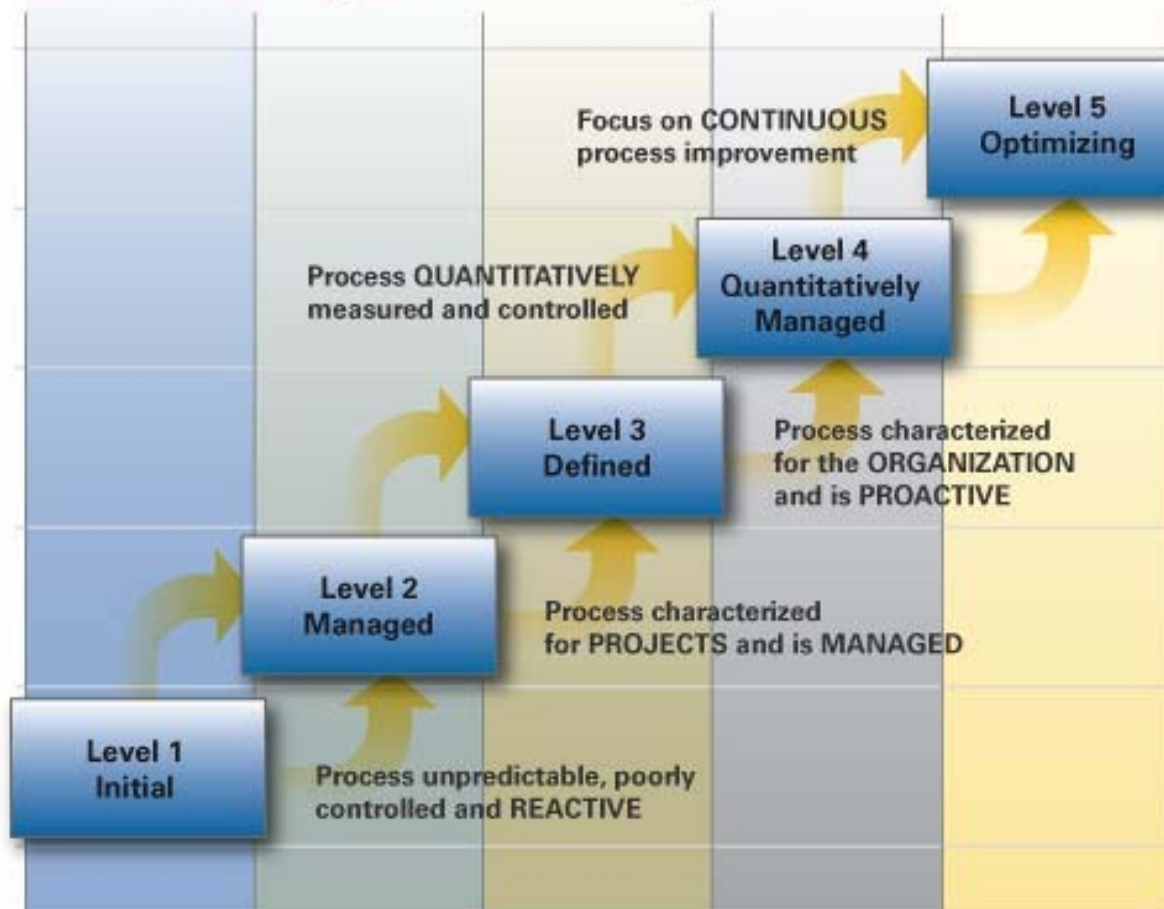 Focus on CONTINUOUS
process improvement
Level 5
Optimizing
Process QUANTITATIVELY
measured and controlled
Level 4
Quantitatively
Managed
Level 3
Defined
Process characterized
for the ORGANIZATION
and is PROACTIVE
Level 2
Managed
Process characterized
for PROJECTS and is MANAGED
Level 1
Initial
Process unpredictable, poorly
controlled and REACTIVE